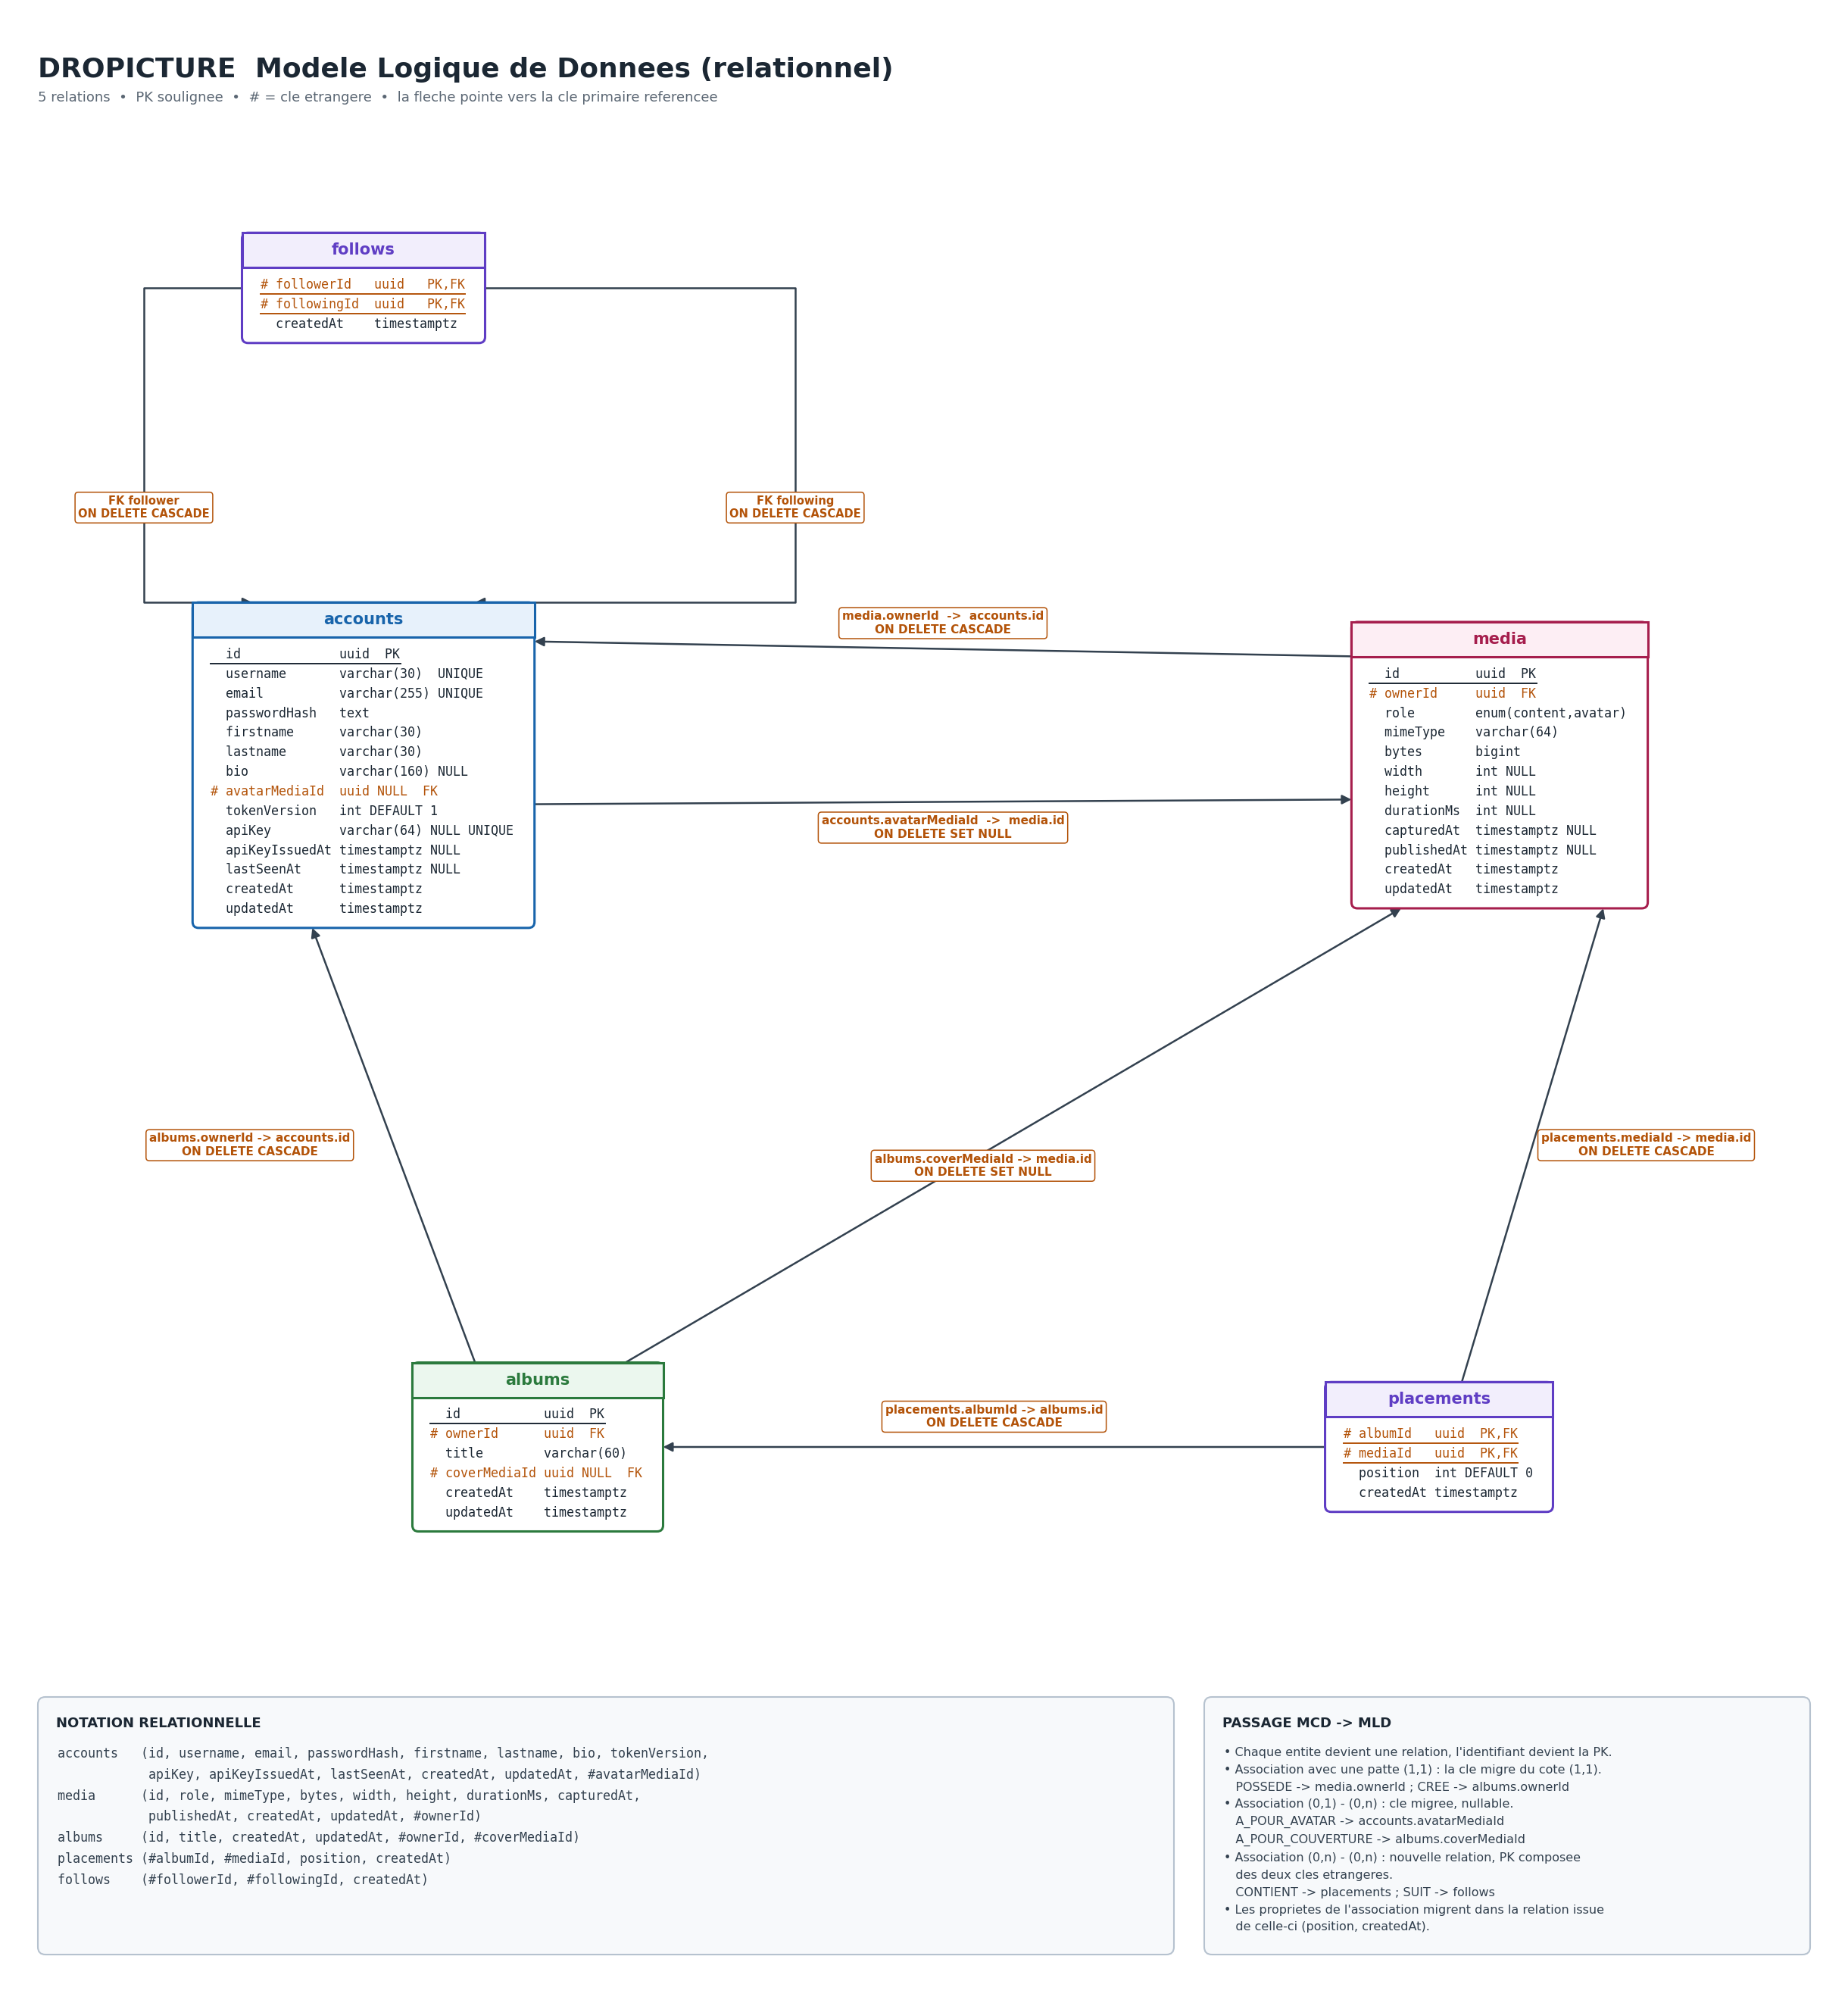 DROPICTURE  Modele Logique de Donnees (relationnel)
5 relations  •  PK soulignee  •  # = cle etrangere  •  la fleche pointe vers la cle primaire referencee
follows
# followerId   uuid   PK,FK
# followingId  uuid   PK,FK
createdAt    timestamptz
FK follower
ON DELETE CASCADE
FK following
ON DELETE CASCADE
accounts
id             uuid  PK
username       varchar(30)  UNIQUE
email          varchar(255) UNIQUE
passwordHash   text
firstname      varchar(30)
lastname       varchar(30)
bio            varchar(160) NULL
# avatarMediaId  uuid NULL  FK
tokenVersion   int DEFAULT 1
apiKey         varchar(64) NULL UNIQUE
apiKeyIssuedAt timestamptz NULL
lastSeenAt     timestamptz NULL
createdAt      timestamptz
updatedAt      timestamptz
media.ownerId  ->  accounts.id
ON DELETE CASCADE
accounts.avatarMediaId  ->  media.id
ON DELETE SET NULL
media
id          uuid  PK
# ownerId     uuid  FK
role        enum(content,avatar)
mimeType    varchar(64)
bytes       bigint
width       int NULL
height      int NULL
durationMs  int NULL
capturedAt  timestamptz NULL
publishedAt timestamptz NULL
createdAt   timestamptz
updatedAt   timestamptz
albums.ownerId -> accounts.id
ON DELETE CASCADE
albums.coverMediaId -> media.id
ON DELETE SET NULL
placements.mediaId -> media.id
ON DELETE CASCADE
albums
id           uuid  PK
# ownerId      uuid  FK
title        varchar(60)
# coverMediaId uuid NULL  FK
createdAt    timestamptz
updatedAt    timestamptz
placements.albumId -> albums.id
ON DELETE CASCADE
placements
# albumId   uuid  PK,FK
# mediaId   uuid  PK,FK
position  int DEFAULT 0
createdAt timestamptz
NOTATION RELATIONNELLE
accounts   (id, username, email, passwordHash, firstname, lastname, bio, tokenVersion,
apiKey, apiKeyIssuedAt, lastSeenAt, createdAt, updatedAt, #avatarMediaId)
media      (id, role, mimeType, bytes, width, height, durationMs, capturedAt,
publishedAt, createdAt, updatedAt, #ownerId)
albums     (id, title, createdAt, updatedAt, #ownerId, #coverMediaId)
placements (#albumId, #mediaId, position, createdAt)
follows    (#followerId, #followingId, createdAt)
PASSAGE MCD -> MLD
• Chaque entite devient une relation, l'identifiant devient la PK.
• Association avec une patte (1,1) : la cle migre du cote (1,1).
POSSEDE -> media.ownerId ; CREE -> albums.ownerId
• Association (0,1) - (0,n) : cle migree, nullable.
A_POUR_AVATAR -> accounts.avatarMediaId
A_POUR_COUVERTURE -> albums.coverMediaId
• Association (0,n) - (0,n) : nouvelle relation, PK composee
des deux cles etrangeres.
CONTIENT -> placements ; SUIT -> follows
• Les proprietes de l'association migrent dans la relation issue
de celle-ci (position, createdAt).